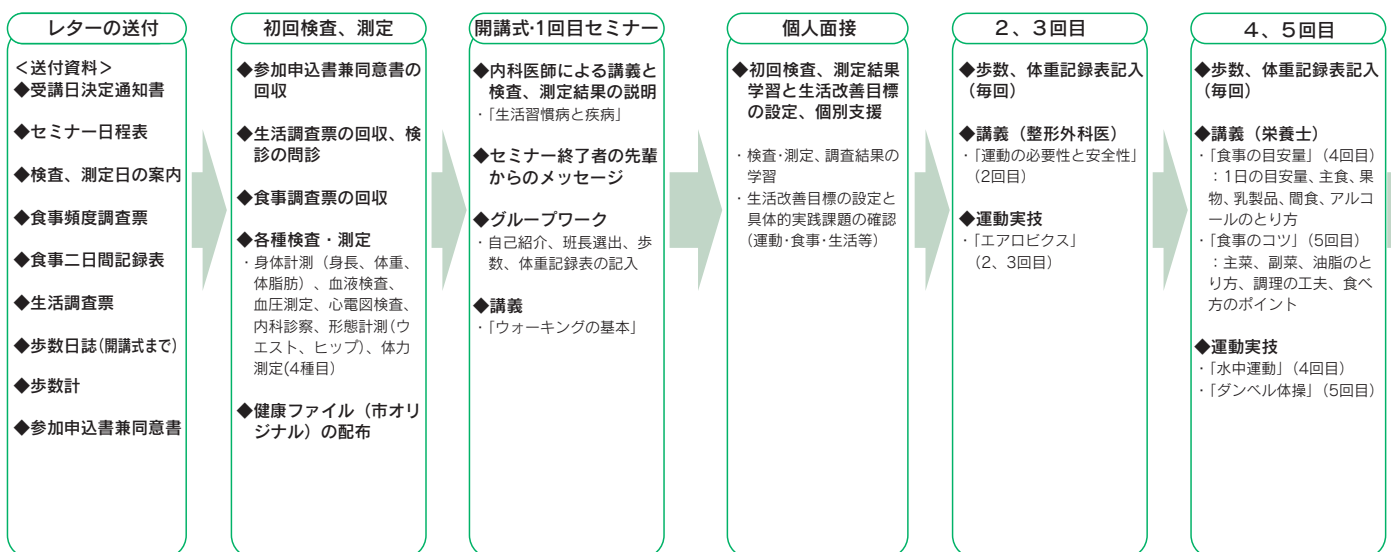 レターの送付
<送付資料>
◆受講日決定通知書
◆セミナー日程表
◆検査、測定日の案内
◆食事頻度調査票
◆食事二日間記録表
◆生活調査票
◆歩数日誌(開講式まで)
◆歩数計
◆参加申込書兼同意書
初回検査、測定
◆参加申込書兼同意書の
回収
◆生活調査票の回収、検
診の問診
◆食事調査票の回収
◆各種検査・測定
・身体計測（身長、体重、
体脂肪）、血液検査、
血圧測定、心電図検査、
内科診察、形態計測(ウ
エスト、ヒップ)、体力
測定(4種目)
◆健康ファイル（市オリ
ジナル）の配布
開講式・1回目セミナー
◆内科医師による講義と
検査、測定結果の説明
・「生活習慣病と疾病」
◆セミナー終了者の先輩
からのメッセージ
◆グループワーク
・自己紹介、班長選出、歩
数、体重記録表の記入
◆講義
・「ウォーキングの基本」
個人面接
◆初回検査、測定結果
学習と生活改善目標
の設定、個別支援
・検査・測定、調査結果の
学習
・生活改善目標の設定と
具体的実践課題の確認
（運動・食事・生活等）
２、３回目
◆歩数、体重記録表記入
（毎回）
◆講義（整形外科医）
・「運動の必要性と安全性」
（2回目）
◆運動実技
・「エアロビクス」
（2、3回目）
４、５回目
◆歩数、体重記録表記入
（毎回）
◆講義（栄養士）
・「食事の目安量」（4回目）
：1日の目安量、主食、果
物、乳製品、間食、アルコ
ールのとり方
・「食事のコツ」（5回目）
：主菜、副菜、油脂のと
り方、調理の工夫、食べ
方のポイント
◆運動実技
・「水中運動」（4回目）
・「ダンベル体操」（5回目）